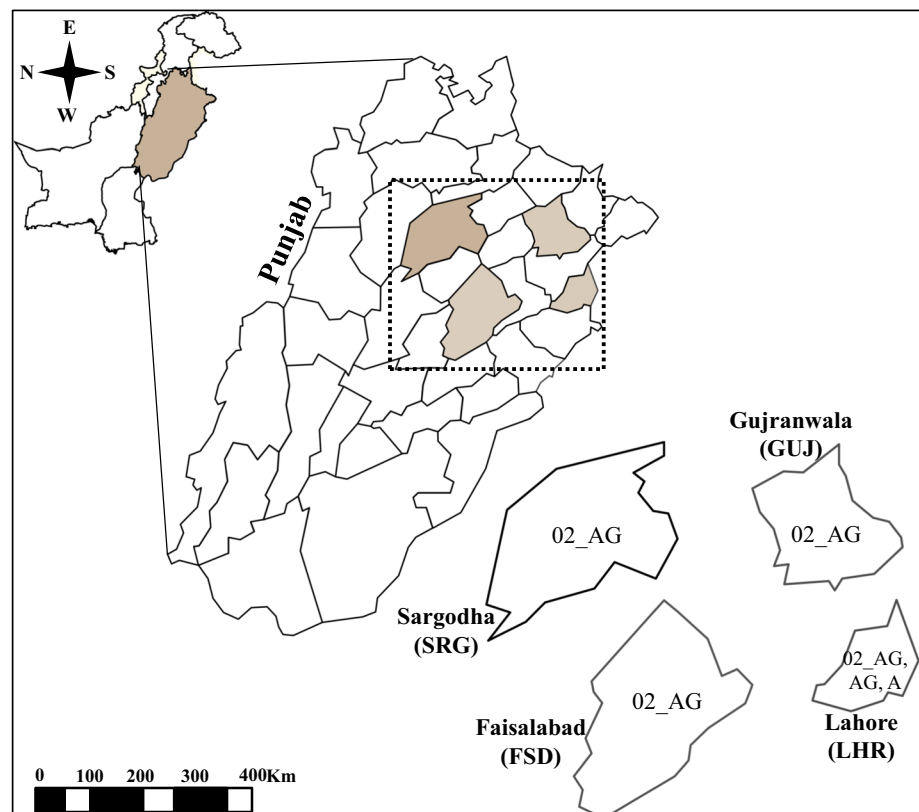 E
N S
W
Punjab
Gujranwala
(GUJ)
02_AG
02_AG
Sargodha
(SRG)
02_AG,
AG, A
02_AG
Faisalabad
(FSD)
Lahore
(LHR)
0 100 200 300 400Km